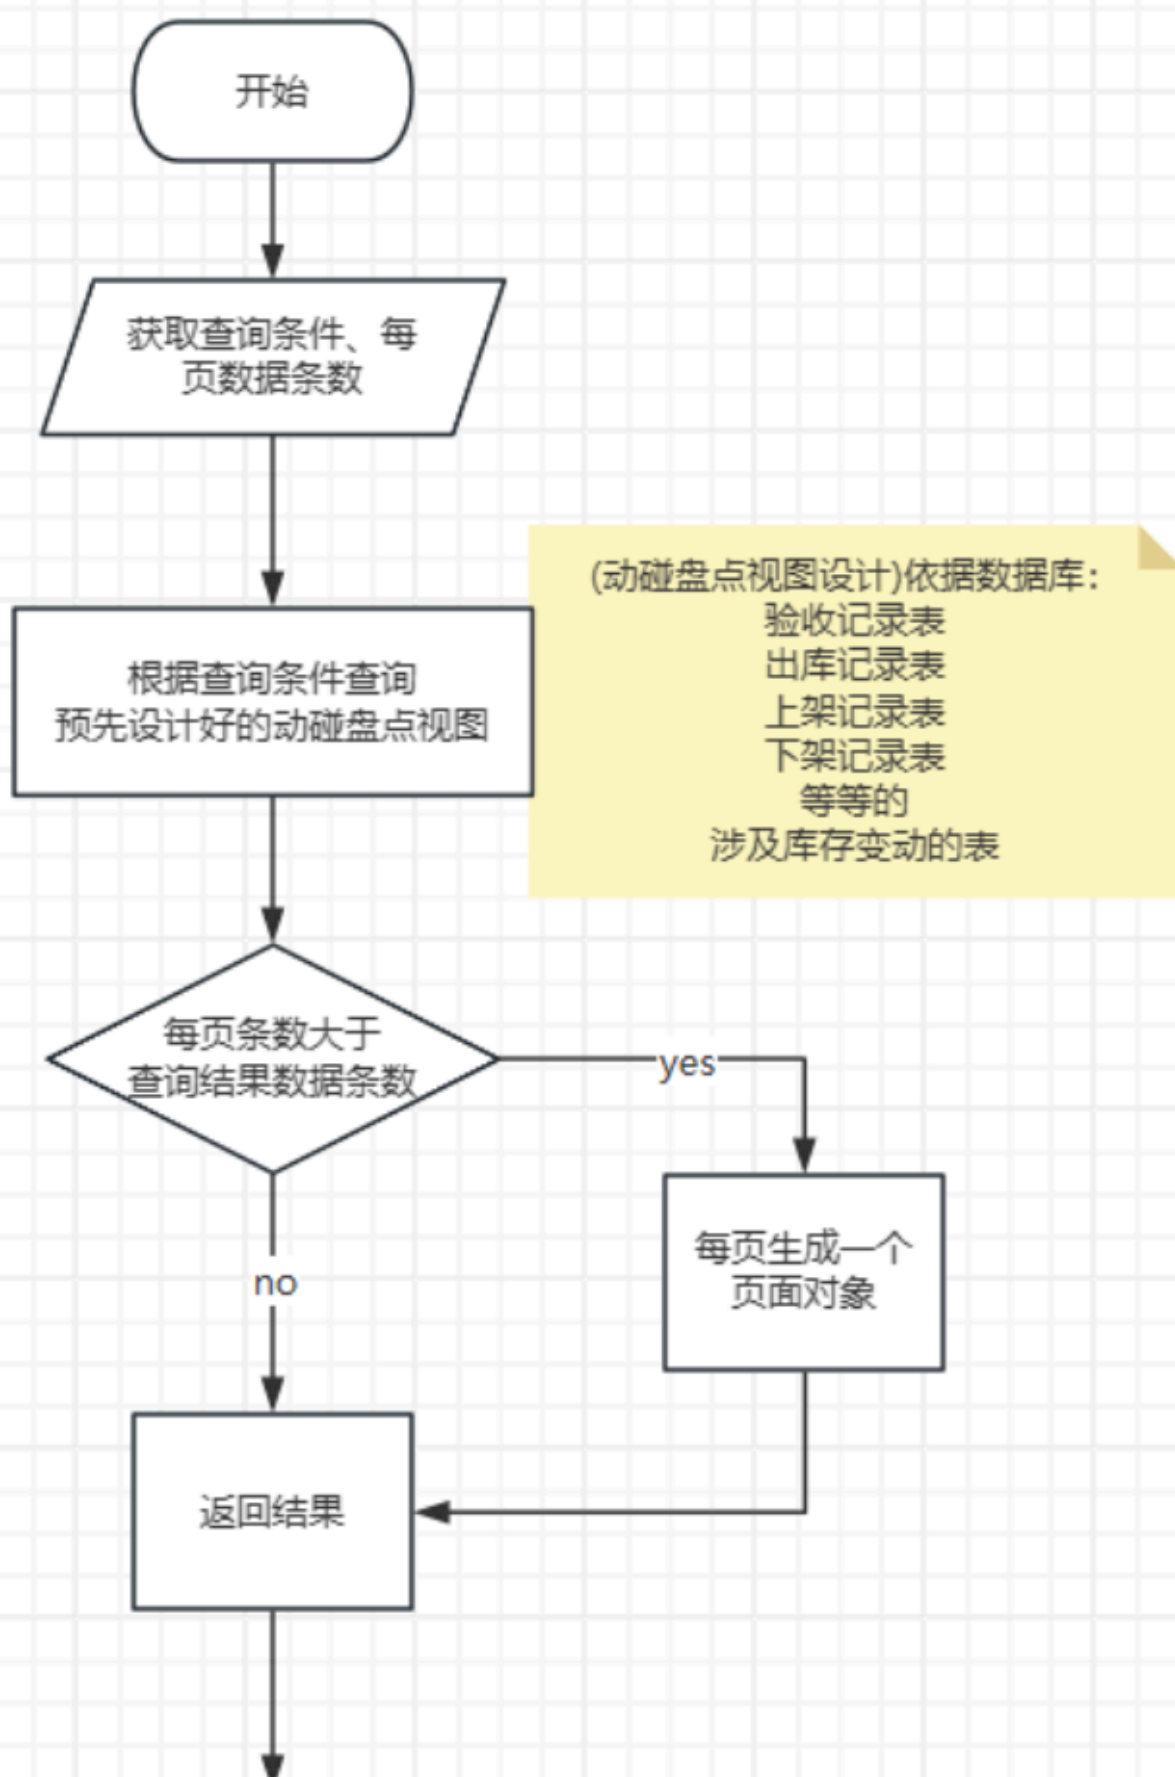 开始
获取查询条件、每
页数据条数
(动碰盘点视图设计)依据数据库：
验收记录表
出库记录表
上架记录表
下架记录表
等等的
涉及库存变动的表
根据查询条件查询
预先设计好的动碰盘点视图
每页条数大于
查询结果数据条数
yes
每页生成一个
页面对象
no
返回结果